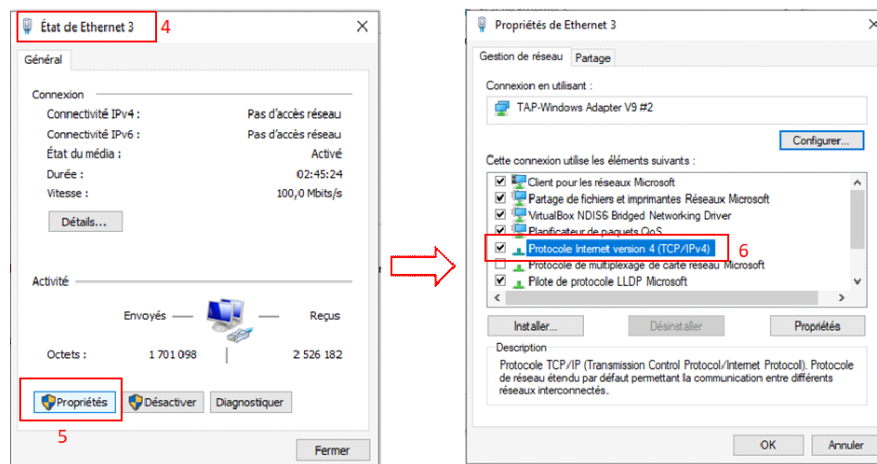 État de Ethernet 3
4
Général
Connexion
Connectivité IPv4 : Pas d'accès réseau
Connectivité IPv6 : Pas d'accès réseau
État du média : Activé
Durée : 02:45:24
Vitesse : 100,0 Mbits/s
Détails...
Activité
Envoyés Reçus
Octets : 1 701 098 2 526 182
Propriétés Désactiver Diagnostiquer
5
Fermer
Propriétés de Ethernet 3
Gestion de réseau Partage
Connexion en utilisant :
TAP-Windows Adapter V9 #2
Configurer...
Cette connexion utilise les éléments suivants :
Client pour les réseaux Microsoft
Partage de fichiers et imprimantes Réseaux Microsoft
VirtualBox NDIS6 Bridged Networking Driver
Planificateur de paquets QoS
Protocole Internet version 4 (TCP/IPv4)
6
Protocole de multiplexage de carte réseau Microsoft
Pilote de protocole LLDP Microsoft
Installer... Désinstaller Propriétés
Description
Protocole TCP/IP (Transmission Control Protocol/Internet Protocol). Protocole
de réseau étendu par défaut permettant la communication entre différents
réseaux interconnectés.
OK Annuler